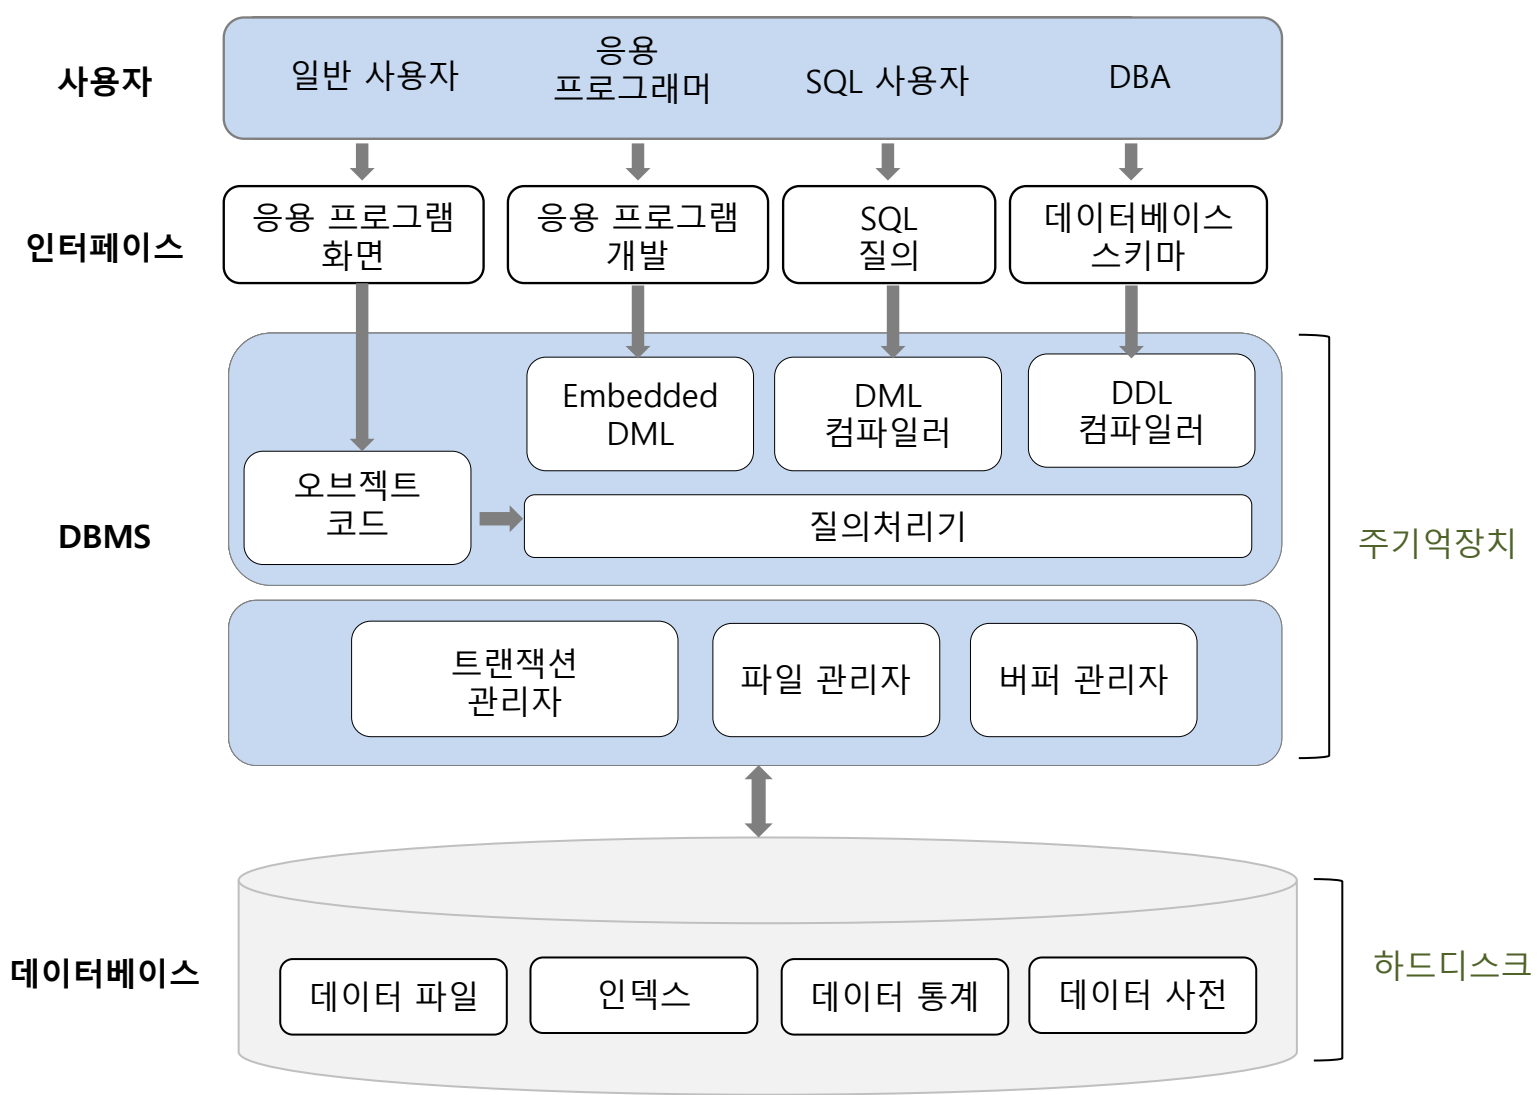 사용자
일반 사용자
응용
프로그래머
SQL 사용자
DBA
인터페이스
응용 프로그램
화면
응용 프로그램
개발
SQL
질의
데이터베이스
스키마
DBMS
Embedded
DML
DML
컴파일러
DDL
컴파일러
오브젝트
코드
질의처리기
주기억장치
트랜잭션
관리자
파일 관리자
버퍼 관리자
데이터베이스
데이터 파일
인덱스
데이터 통계
데이터 사전
하드디스크